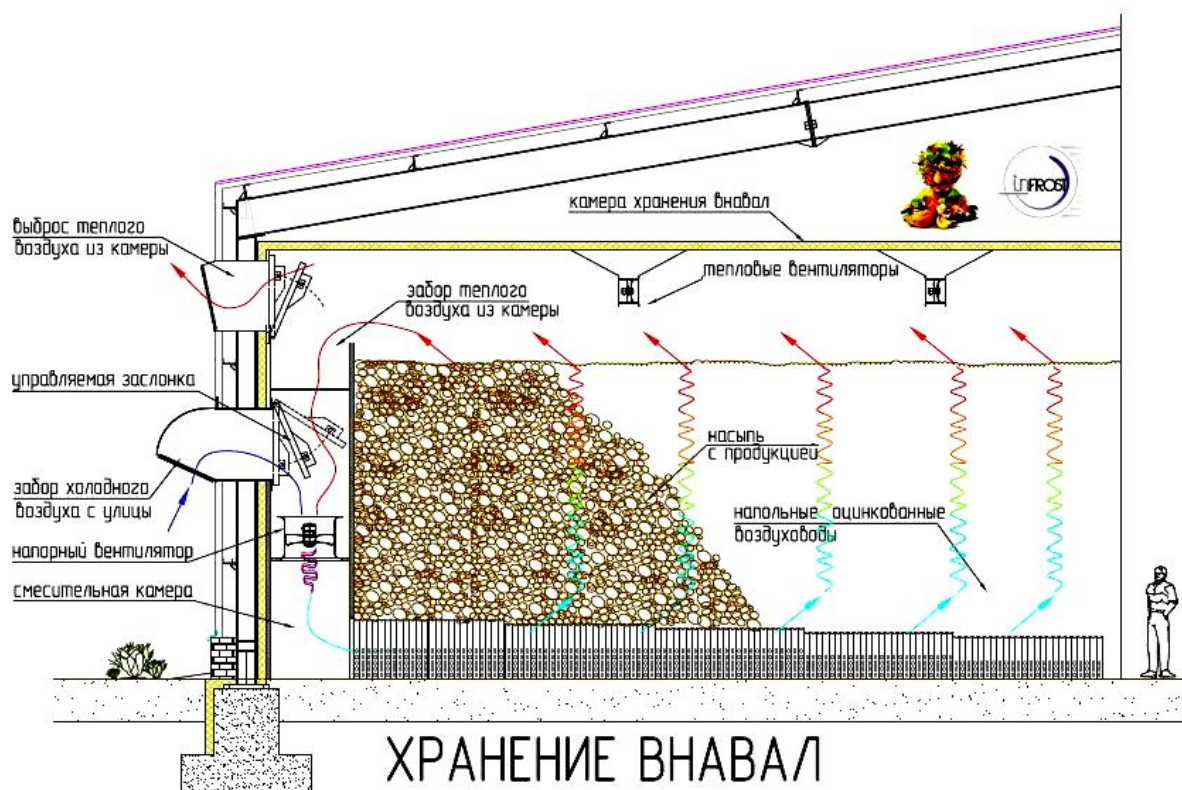 inFROST
камера хранения внавал
выброс теплого
воздуха из камеры
тепловые вентиляторы
забор теплого
воздуха из камеры
управляемая заслонка
насыпь
с продукцией
забор холодного
воздуха с улицы
напольные оцинкованные
воздуховоды
напорный вентилятор
смесительная камера
ХРАНЕНИЕ ВНАВАЛ